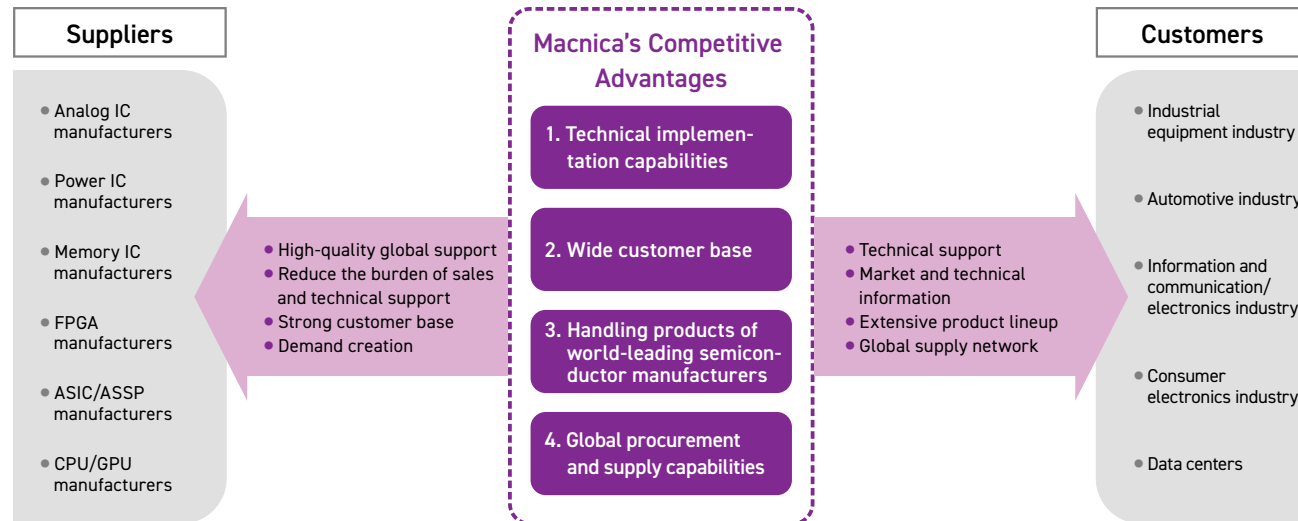 Suppliers
• Analog IC
manufacturers
• Power IC
manufacturers
• Memory IC
manufacturers
• FPGA
manufacturers
• ASIC/ASSP
manufacturers
• CPU/GPU
manufacturers
• High-quality global support
• Reduce the burden of sales
and technical support
• Strong customer base
• Demand creation
Macnica's Competitive
Advantages
1. Technical implemen-
tation capabilities
2. Wide customer base
3. Handling products of
world-leading semicon-
ductor manufacturers
4. Global procurement
and supply capabilities
• Technical support
• Market and technical
information
• Extensive product lineup
• Global supply network
Customers
• Industrial
equipment industry
• Automotive industry
• Information and
communication/
electronics industry
• Consumer
electronics industry
• Data centers